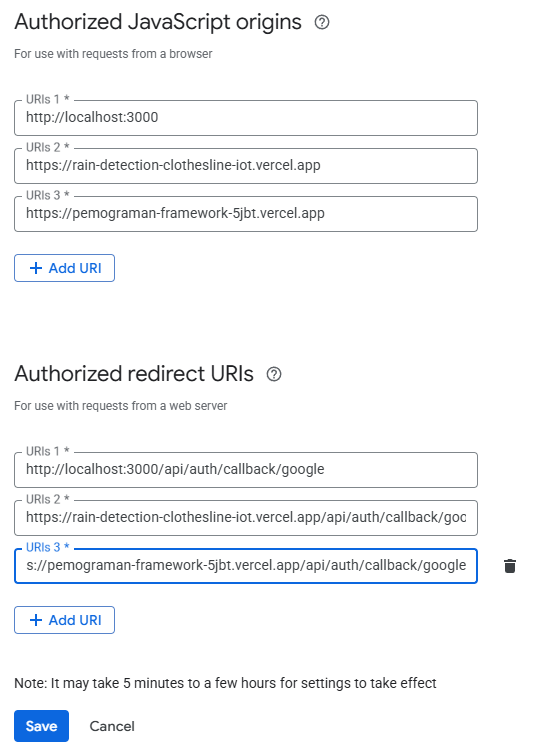 Authorized JavaScript origins
For use with requests from a browser
URIs 1 *
http://localhost:3000
URIs 2 *
https://rain-detection-clothesline-iot.vercel.app
URIs 3 *
https://pemograman-framework-5jbt.vercel.app
+ Add URI
Authorized redirect URIs
For use with requests from a web server
URIs 1 *
http://localhost:3000/api/auth/callback/google
URIs 2 *
https://rain-detection-clothesline-iot.vercel.app/api/auth/callback/goo
URIs 3 *
s://pemograman-framework-5jbt.vercel.app/api/auth/callback/google
+ Add URI
Note: It may take 5 minutes to a few hours for settings to take effect
Save Cancel